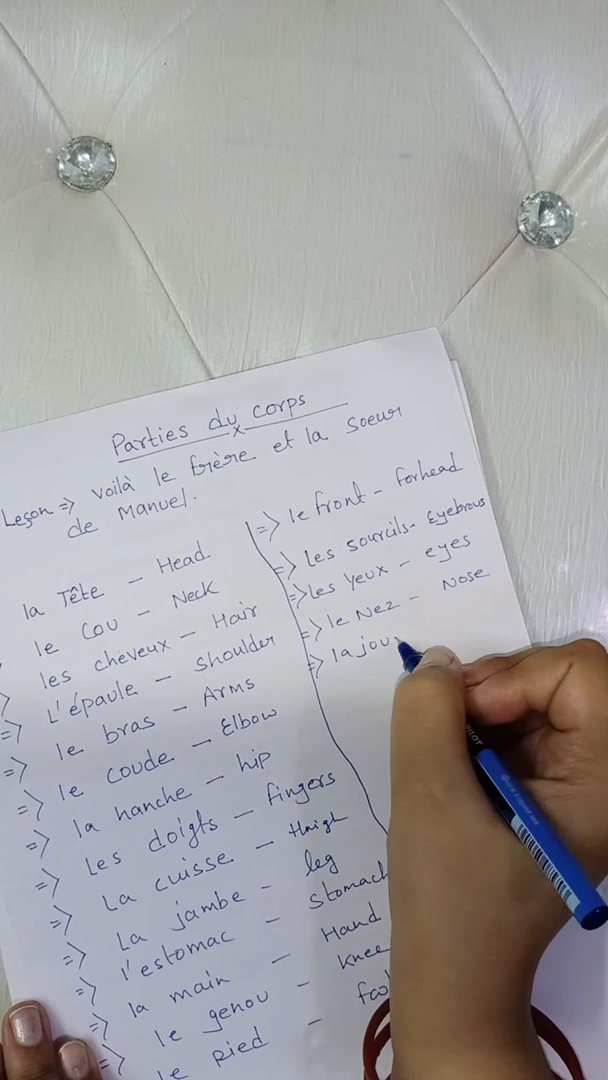 Parties du corps
x
Leşon => voilà le frère et la soeur
de Manuel.
la Tête - Head
le cou - Neck
les cheveux - Hair
=> L'épaule - shoulder
=> le bras - Arms
=> le coude - Elbow
=> la hanche - hip
=> Les doigts - fingers
=> La cuisse - Thigh
=> La jambe - leg
=> l'estomac - Stomach
=> la main - Hand
=> le genou - knee
le pied -
=> le front - forhead
=> Les sourcils - Eyebrous
=> les yeux - eyes
=> le Nez - Nose
=> la jou
PILOT